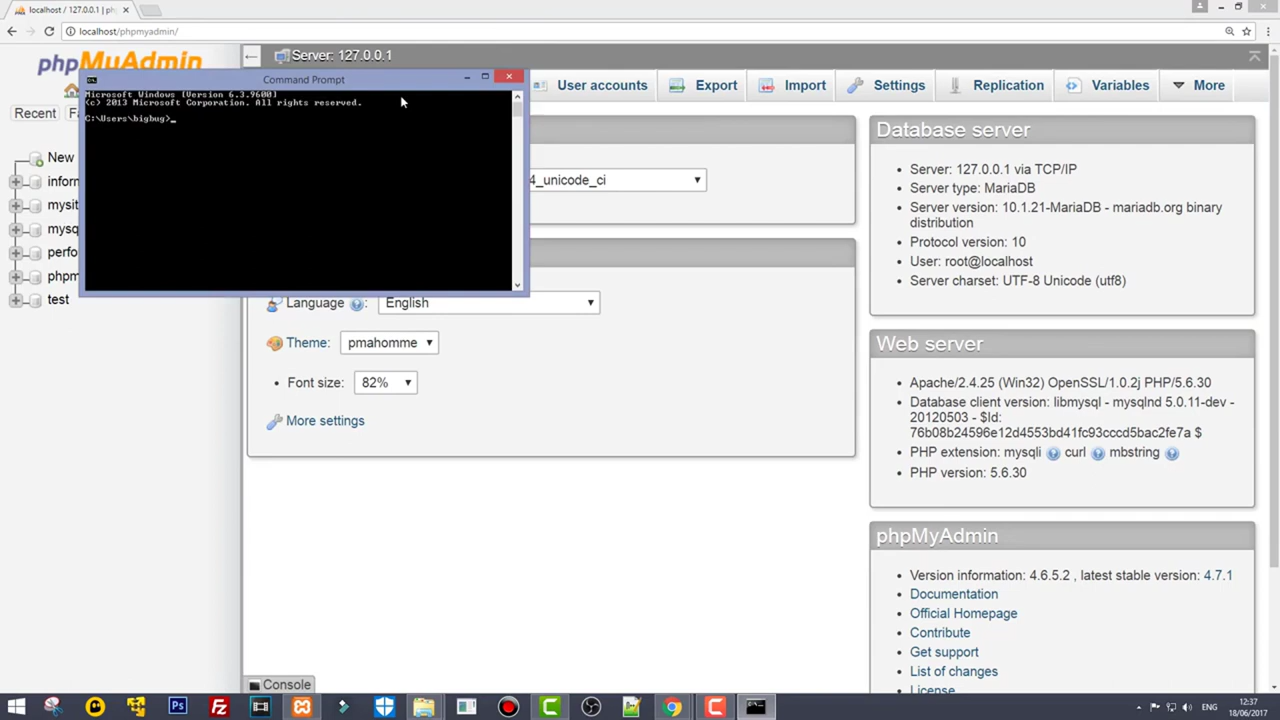 localhost / 127.0.0.1 | p
localhost/phpmyadmin/
phpMyAdmin
Server: 127.0.0.1
Command Prompt
Microsoft Windows [Version 6.3.9600]
(c) 2013 Microsoft Corporation. All rights reserved.
C:\Users\bigbug>_
User accounts
Export
Import
Settings
Replication
Variables
More
Recent
New
test
4_unicode_ci
Language
:
English
Theme:
pmahomme
Font size:
82%
More settings
Console
Database server
Server: 127.0.0.1 via TCP/IP
Server type: MariaDB
Server version: 10.1.21-MariaDB - mariadb.org binary
distribution
Protocol version: 10
User: root@localhost
Server charset: UTF-8 Unicode (utf8)
Web server
Apache/2.4.25 (Win32) OpenSSL/1.0.2j PHP/5.6.30
Database client version: libmysql - mysqlnd 5.0.11-dev -
20120503 - $Id:
76b08b24596e12d4553bd41fc93cccd5bac2fe7a $
PHP extension: mysqli curl mbstring
PHP version: 5.6.30
phpMyAdmin
Version information: 4.6.5.2 , latest stable version: 4.7.1
Documentation
Official Homepage
Contribute
Get support
List of changes
License
ENG
12:37
18/06/2017